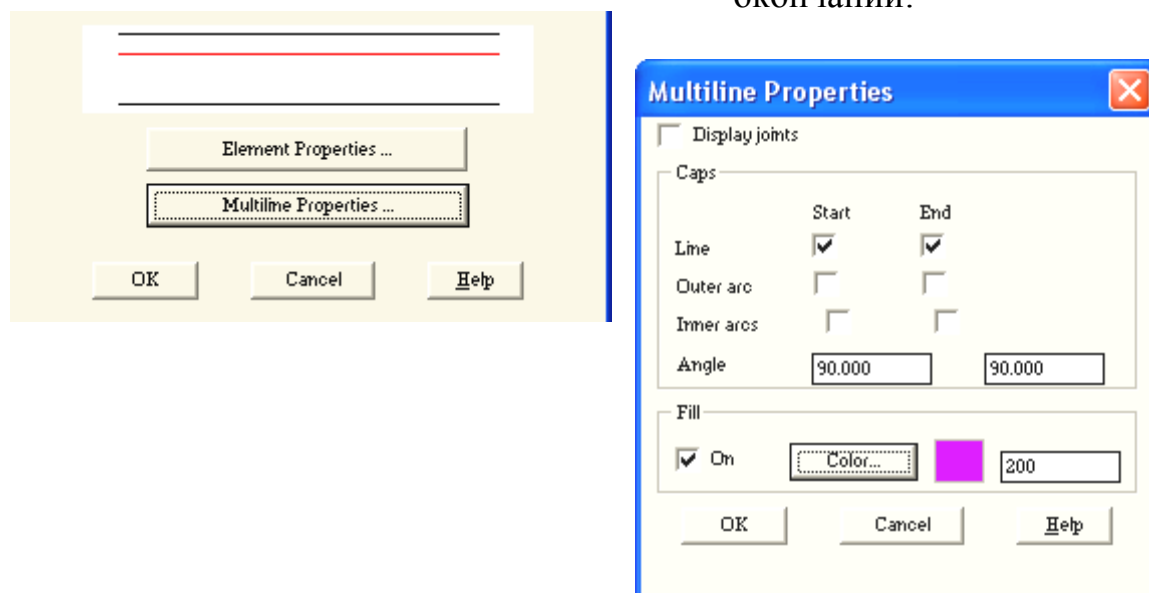 окончаний:
Element Properties ...
Multiline Properties ...
OK Cancel Help
Multiline Properties
Display joints
Caps
Start End
Line
Outer arc
Inner arcs
Angle 90.000 90.000
Fill
On Color... 200
OK Cancel Help